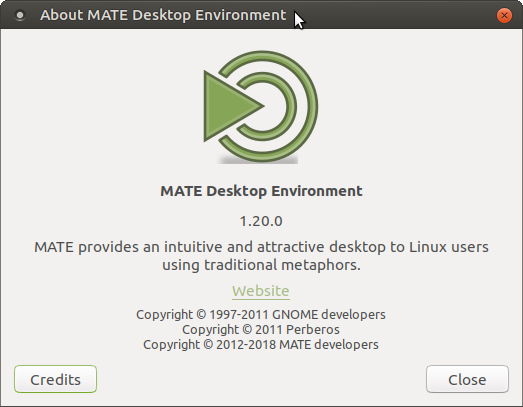 About MATE Desktop Environment
MATE Desktop Environment
1.20.0
MATE provides an intuitive and attractive desktop to Linux users
using traditional metaphors.
Website
Copyright © 1997-2011 GNOME developers
Copyright © 2011 Perberos
Copyright © 2012-2018 MATE developers
Credits
Close